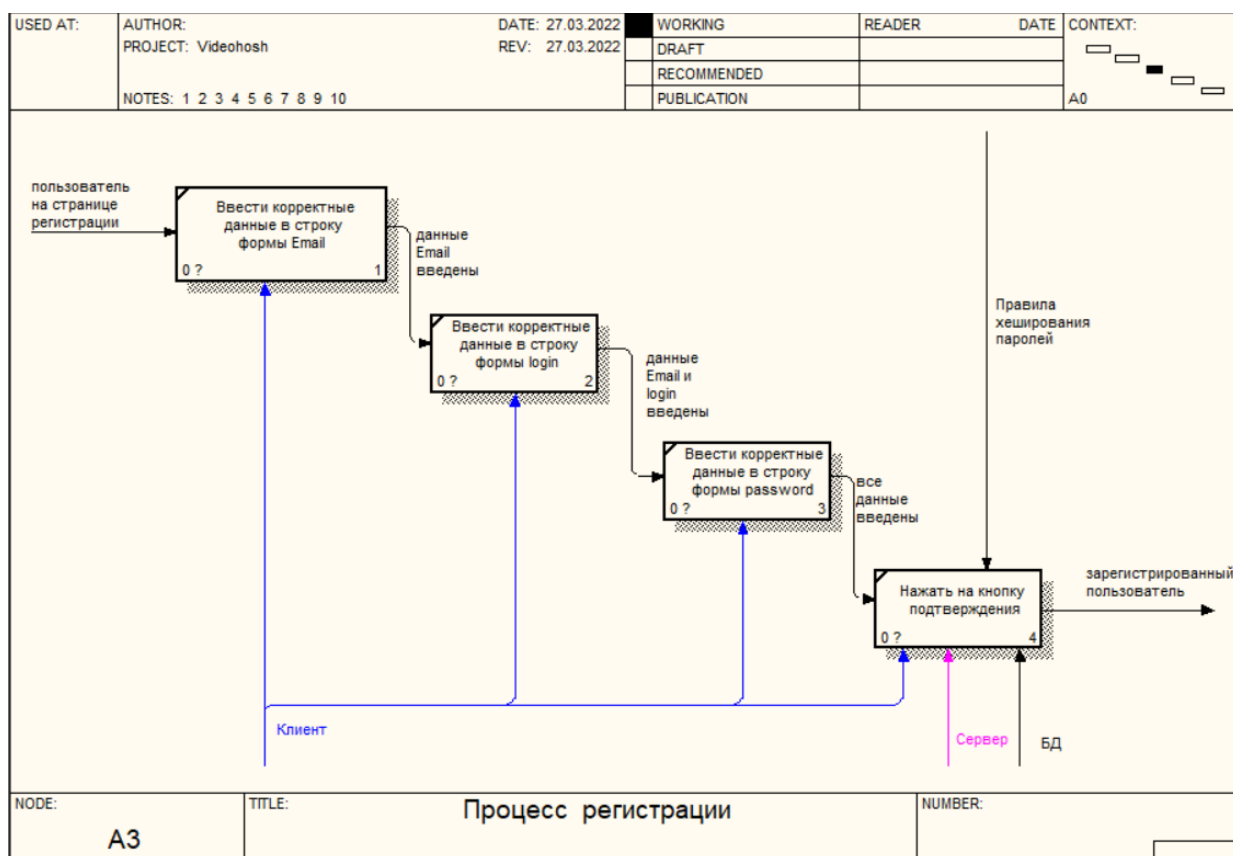 USED AT:
AUTHOR:
DATE: 27.03.2022
PROJECT: Videohosh
REV: 27.03.2022
NOTES: 1 2 3 4 5 6 7 8 9 10
WORKING
DRAFT
RECOMMENDED
PUBLICATION
READER
DATE
CONTEXT:
A0
пользователь
на странице
регистрации
Ввести корректные
данные в строку
формы Email
0 ?
1
данные
Email
введены
Ввести корректные
данные в строку
формы login
0 ?
2
данные
Email и
login
введены
Правила
хеширования
паролей
Ввести корректные
данные в строку
формы password
0 ?
3
все
данные
введены
Нажать на кнопку
подтверждения
0 ?
4
зарегистрированный
пользователь
Клиент
Сервер
БД
NODE:
A3
TITLE:
Процесс регистрации
NUMBER: